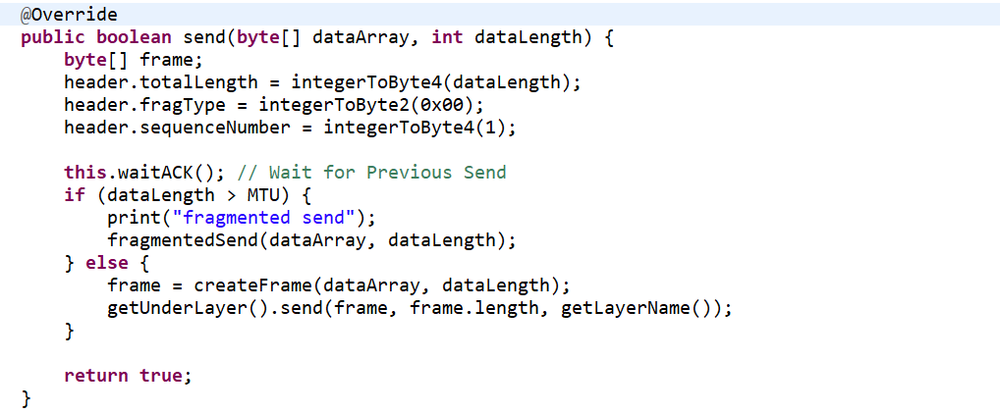 @Override
public boolean send(byte[] dataArray, int dataLength) {
    byte[] frame;
    header.totalLength = integerToByte4(dataLength);
    header.fragType = integerToByte2(0x00);
    header.sequenceNumber = integerToByte4(1);

    this.waitACK(); // Wait for Previous Send
    if (dataLength > MTU) {
        print("fragmented send");
        fragmentedSend(dataArray, dataLength);
    } else {
        frame = createFrame(dataArray, dataLength);
        getUnderLayer().send(frame, frame.length, getLayerName());
    }

    return true;
}